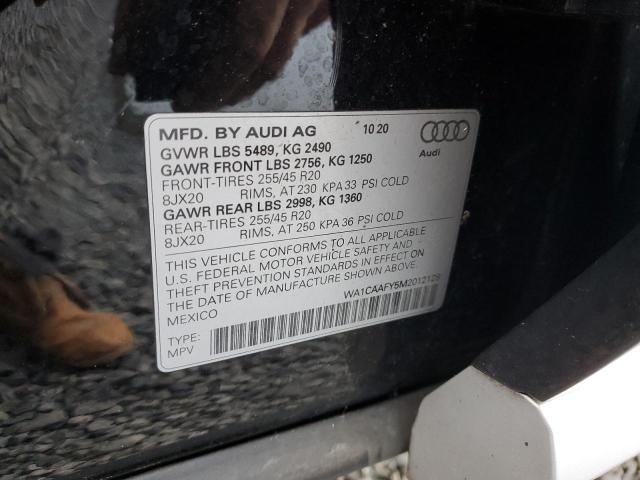 MFD. BY AUDI AG 10 20
GVWR LBS 5489, KG 2490
GAWR FRONT LBS 2756, KG 1250
FRONT-TIRES 255/45 R20
8JX20 RIMS, AT 230 KPA 33 PSI COLD
GAWR REAR LBS 2998, KG 1360
REAR-TIRES 255/45 R20
8JX20 RIMS, AT 250 KPA 36 PSI COLD
Audi
THIS VEHICLE CONFORMS TO ALL APPLICABLE
U.S. FEDERAL MOTOR VEHICLE SAFETY AND
THEFT PREVENTION STANDARDS IN EFFECT ON
THE DATE OF MANUFACTURE SHOWN ABOVE.
MEXICO
WA1CAAFY5M2012128
TYPE:
MPV